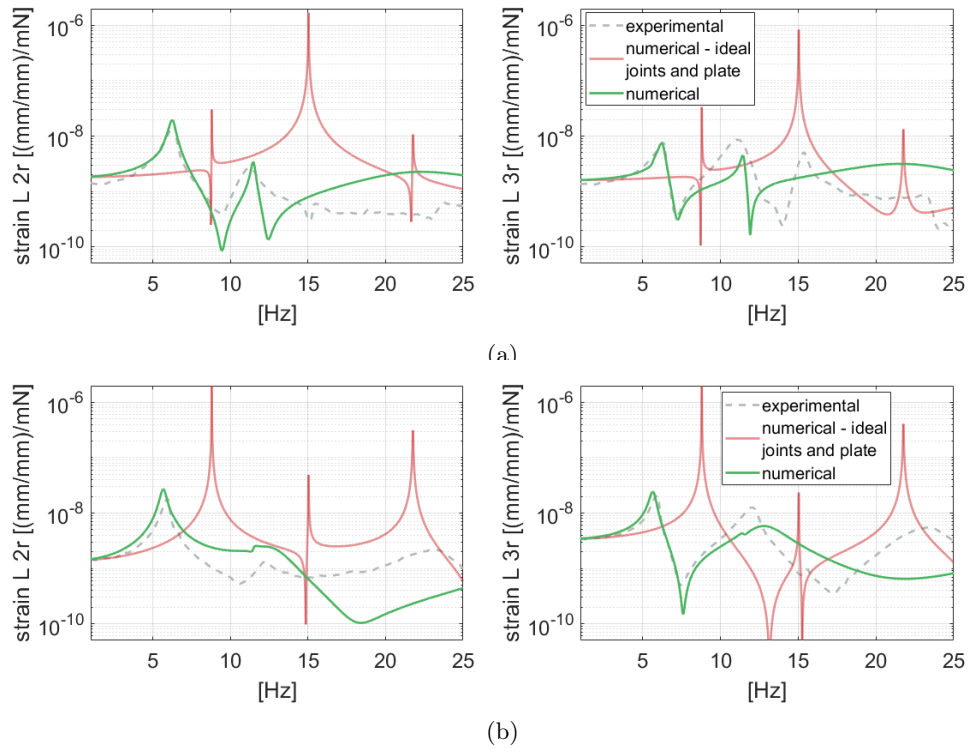 strain L 2r [(mm/mm)/mN]
10-6
10-8
10-10
5 10 15 20 25
[Hz]
strain L 3r [(mm/mm)/mN]
10-6
10-8
10-10
experimental
numerical - ideal
joints and plate
numerical
5 10 15 20 25
[Hz]
(a)
strain L 2r [(mm/mm)/mN]
10-6
10-8
10-10
5 10 15 20 25
[Hz]
strain L 3r [(mm/mm)/mN]
10-6
10-8
10-10
experimental
numerical - ideal
joints and plate
numerical
5 10 15 20 25
[Hz]
(b)